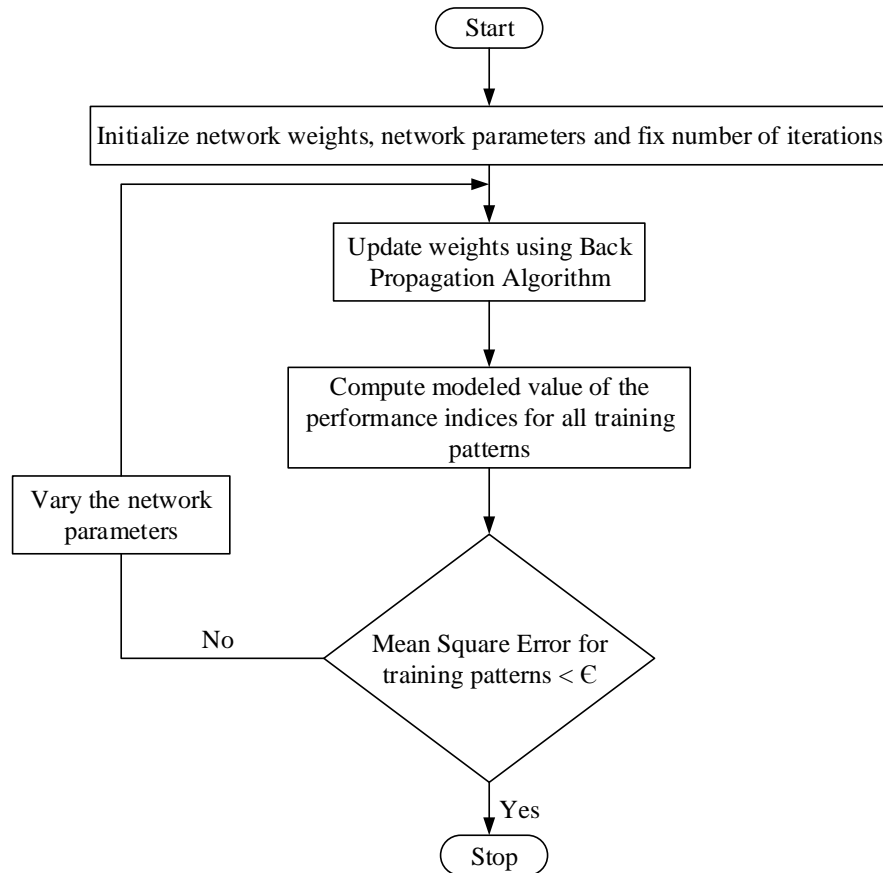 Start
Initialize network weights, network parameters and fix number of iterations
Update weights using Back
Propagation Algorithm
Compute modeled value of the
performance indices for all training
patterns
Vary the network
parameters
No
Mean Square Error for
training patterns < Є
Yes
Stop